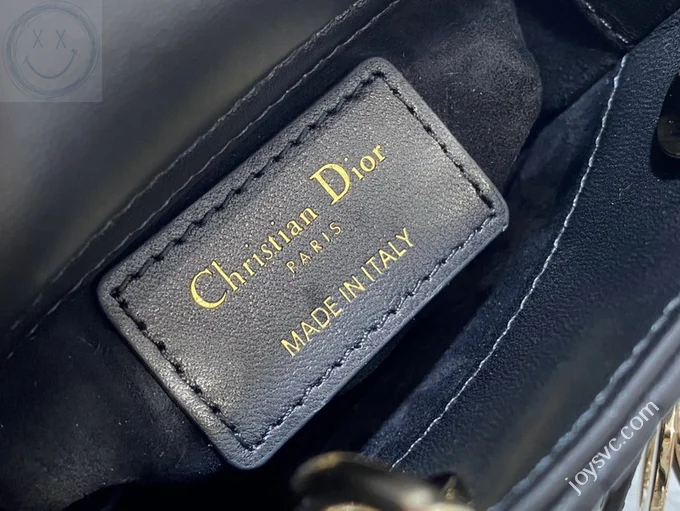 Christian Dior
PARIS
MADE IN ITALY
joysvc.com